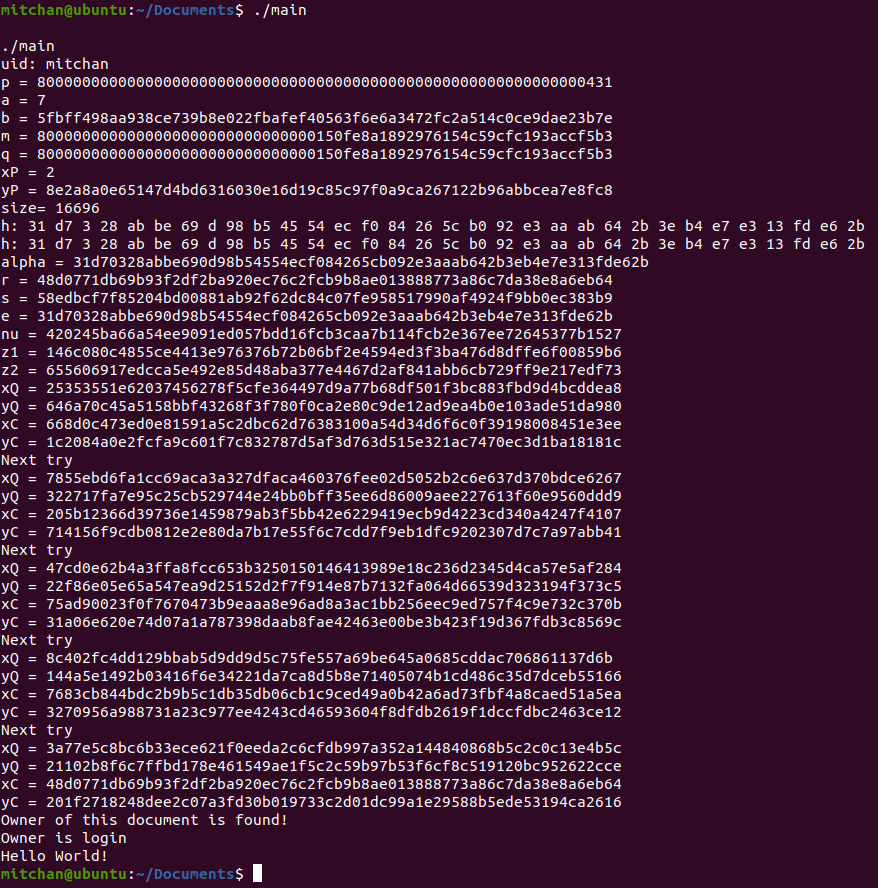 mitchan@ubuntu:~/Documents$ ./main
./main
uid: mitchan
p = 8000000000000000000000000000000000000000000000000000000000000431
a = 7
b = 5fbff498aa938ce739b8e022fbafef40563f6e6a3472fc2a514c0ce9dae23b7e
m = 8000000000000000000000000000000150fe8a1892976154c59cfc193accf5b3
q = 8000000000000000000000000000000150fe8a1892976154c59cfc193accf5b3
xP = 2
yP = 8e2a8a0e65147d4bd6316030e16d19c85c97f0a9ca267122b96abbcea7e8fc8
size= 16696
h: 31 d7 3 28 ab be 69 d 98 b5 45 54 ec f0 84 26 5c b0 92 e3 aa ab 64 2b 3e b4 e7 e3 13 fd e6 2b
h: 31 d7 3 28 ab be 69 d 98 b5 45 54 ec f0 84 26 5c b0 92 e3 aa ab 64 2b 3e b4 e7 e3 13 fd e6 2b
alpha = 31d70328abbe690d98b54554ecf084265cb092e3aaab642b3eb4e7e313fde62b
r = 48d0771db69b93f2df2ba920ec76c2fcb9b8ae013888773a86c7da38e8a6eb64
s = 58edbcf7f85204bd00881ab92f62dc84c07fe958517990af4924f9bb0ec383b9
e = 31d70328abbe690d98b54554ecf084265cb092e3aaab642b3eb4e7e313fde62b
nu = 420245ba66a54ee9091ed057bdd16fcb3caa7b114fcb2e367ee72645377b1527
z1 = 146c080c4855ce4413e976376b72b06bf2e4594ed3f3ba476d8dffe6f00859b6
z2 = 655606917edcca5e492e85d48aba377e4467d2af841abb6cb729ff9e217edf73
xQ = 25353551e62037456278f5cfe364497d9a77b68df501f3bc883fbd9d4bcddea8
yQ = 646a70c45a5158bbf43268f3f780f0ca2e80c9de12ad9ea4b0e103ade51da980
xC = 668d0c473ed0e81591a5c2dbc62d76383100a54d34d6f6c0f39198008451e3ee
yC = 1c2084a0e2fcfa9c601f7c832787d5af3d763d515e321ac7470ec3d1ba18181c
Next try
xQ = 7855ebd6fa1cc69aca3a327dfaca460376fee02d5052b2c6e637d370bdce6267
yQ = 322717fa7e95c25cb529744e24bb0bff35ee6d86009aee227613f60e9560ddd9
xC = 205b12366d39736e1459879ab3f5bb42e6229419ecb9d4223cd340a4247f4107
yC = 714156f9cdb0812e2e80da7b17e55f6c7cdd7f9eb1dfc9202307d7c7a97abb41
Next try
xQ = 47cd0e62b4a3ffa8fcc653b3250150146413989e18c236d2345d4ca57e5af284
yQ = 22f86e05e65a547ea9d25152d2f7f914e87b7132fa064d66539d323194f373c5
xC = 75ad90023f0f7670473b9eaaa8e96ad8a3ac1bb256eec9ed757f4c9e732c370b
yC = 31a06e620e74d07a1a787398daab8fae42463e00be3b423f19d367fdb3c8569c
Next try
xQ = 8c402fc4dd129bbab5d9dd9d5c75fe557a69be645a0685cddac706861137d6b
yQ = 144a5e1492b03416f6e34221da7ca8d5b8e71405074b1cd486c35d7dceb55166
xC = 7683cb844bdc2b9b5c1db35db06cb1c9ced49a0b42a6ad73fbf4a8caed51a5ea
yC = 3270956a988731a23c977ee4243cd46593604f8dfdb2619f1dccfdbc2463ce12
Next try
xQ = 3a77e5c8bc6b33ece621f0eeda2c6cfdb997a352a144840868b5c2c0c13e4b5c
yQ = 21102b8f6c7ffbd178e461549ae1f5c2c59b97b53f6cf8c519120bc952622cce
xC = 48d0771db69b93f2df2ba920ec76c2fcb9b8ae013888773a86c7da38e8a6eb64
yC = 201f2718248dee2c07a3fd30b019733c2d01dc99a1e29588b5ede53194ca2616
Owner of this document is found!
Owner is login
Hello World!
mitchan@ubuntu:~/Documents$